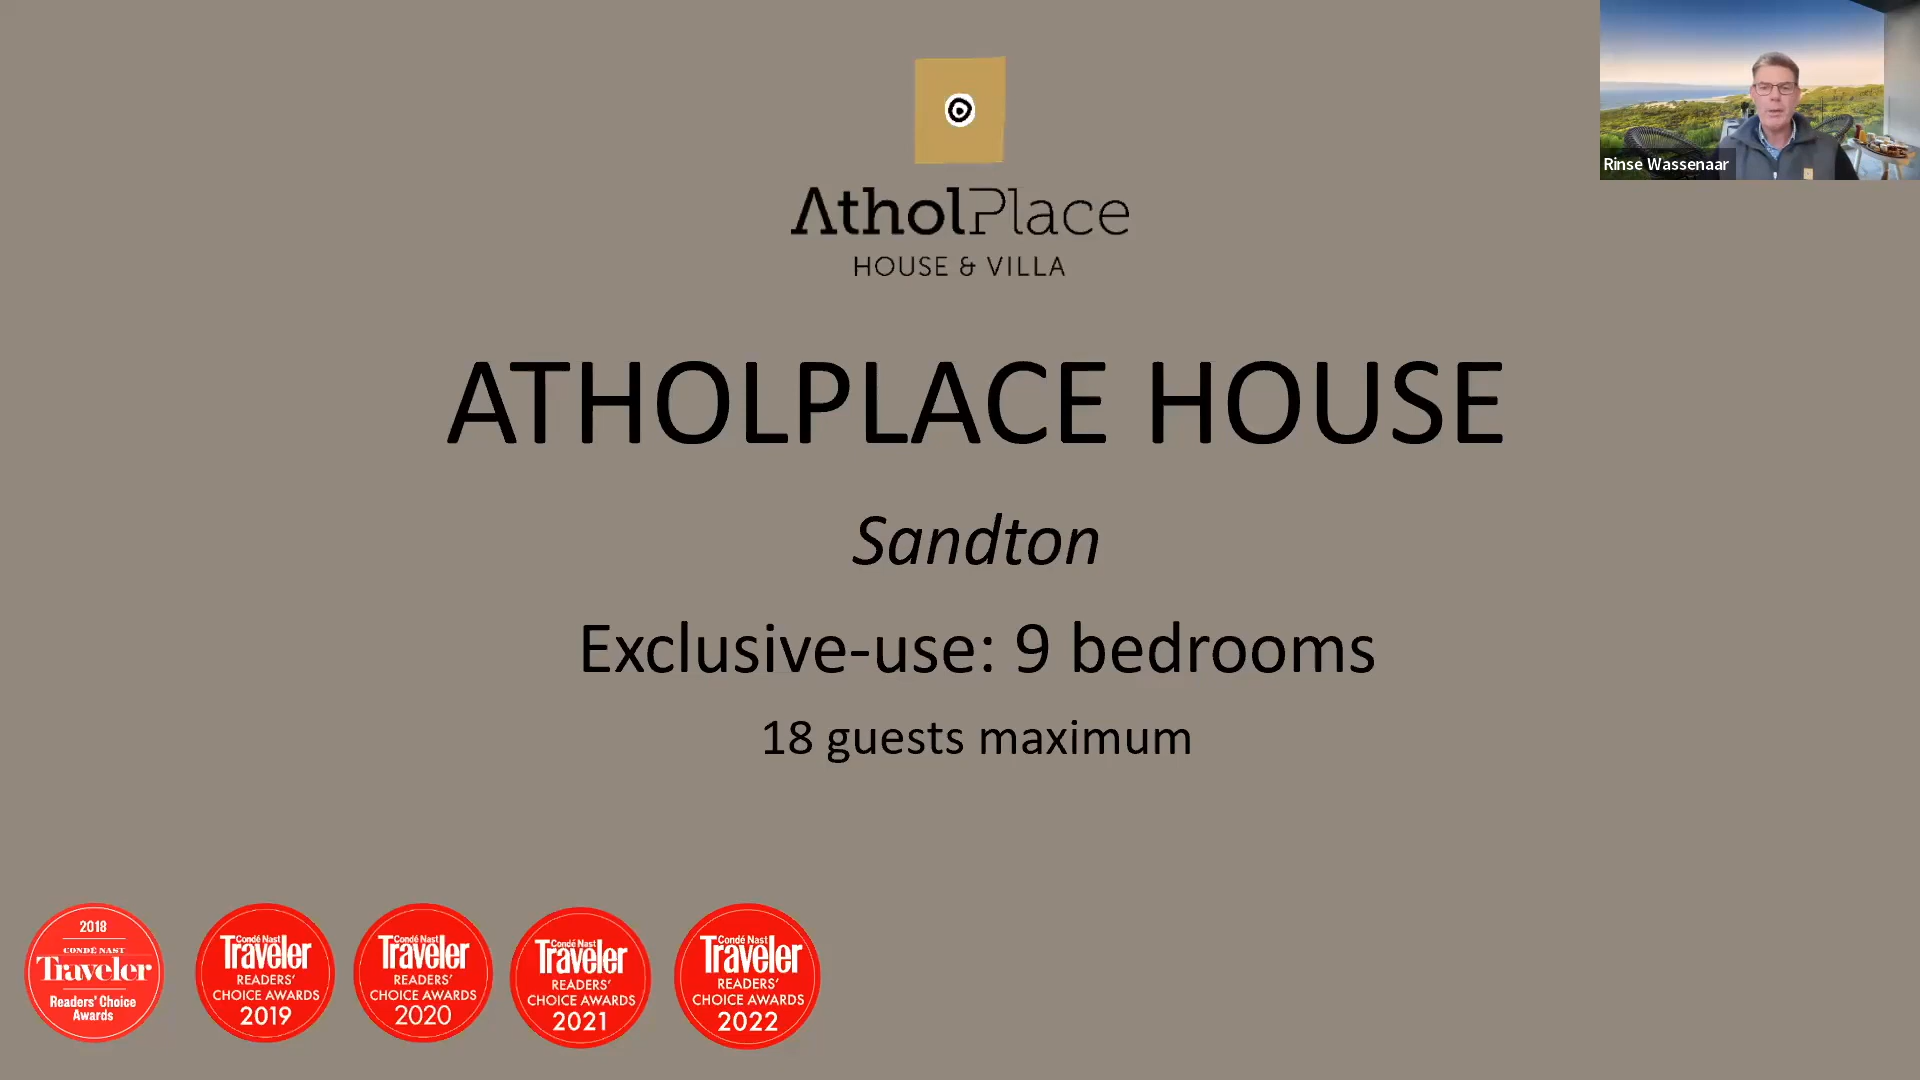 AtholPlace
HOUSE & VILLA
Rinse Wassenaar
ATHOLPLACE HOUSE
Sandton
Exclusive-use: 9 bedrooms
18 guests maximum
2018
CONDÉ NAST
Traveler
Readers' Choice
Awards
Condé Nast
Traveler
READERS'
CHOICE AWARDS
2019
Condé Nast
Traveler
READERS'
CHOICE AWARDS
2020
Condé Nast
Traveler
READERS'
CHOICE AWARDS
2021
Condé Nast
Traveler
READERS'
CHOICE AWARDS
2022